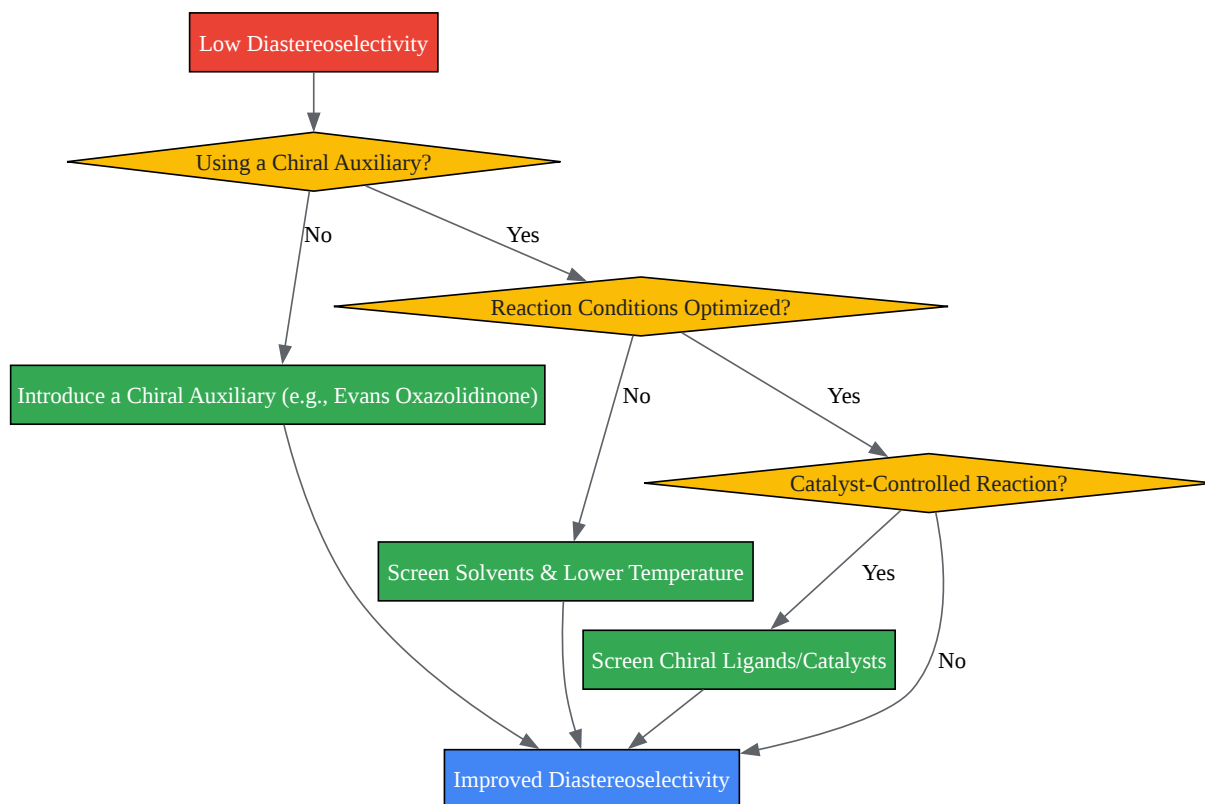 Low Diastereoselectivity
Using a Chiral Auxiliary?
No
Yes
Reaction Conditions Optimized?
Introduce a Chiral Auxiliary (e.g., Evans Oxazolidinone)
No
Yes
Catalyst-Controlled Reaction?
Screen Solvents & Lower Temperature
Yes
Screen Chiral Ligands/Catalysts
No
Improved Diastereoselectivity